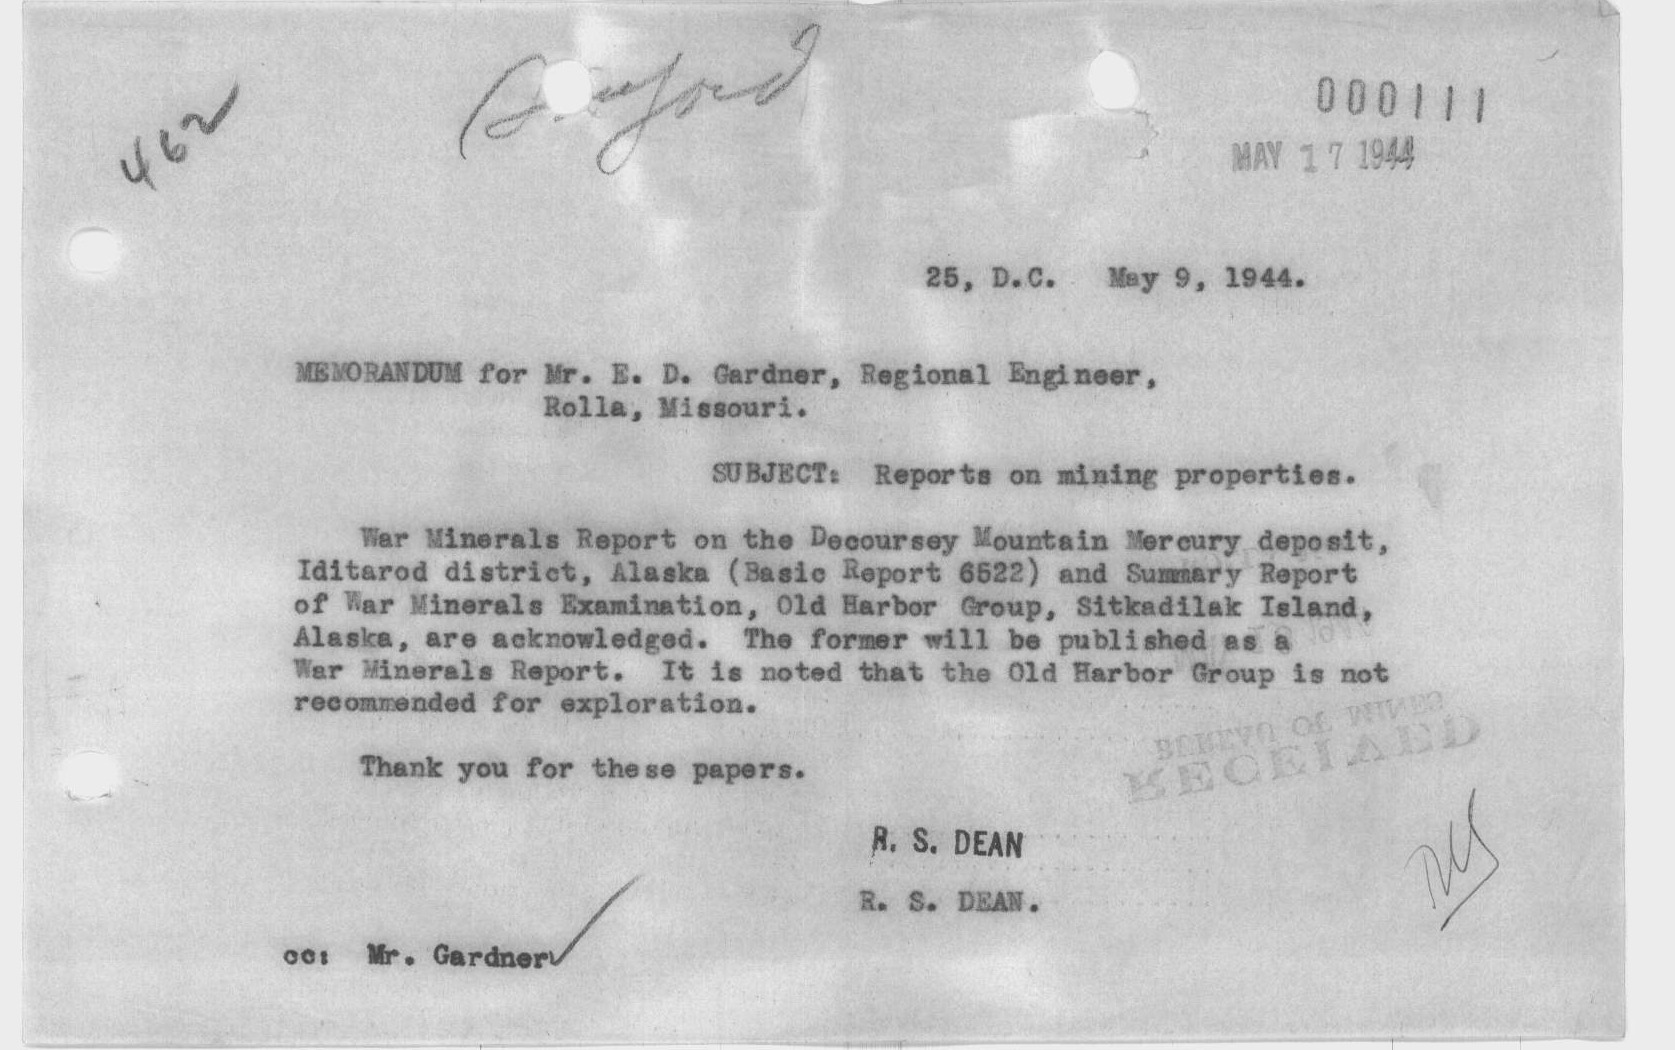 462
000111
MAY 17 1944
25, D.C. May 9, 1944.
MEMORANDUM for Mr. E. D. Gardner, Regional Engineer,
Rolla, Missouri.
SUBJECT: Reports on mining properties.
War Minerals Report on the Decoursey Mountain Mercury deposit,
Iditarod district, Alaska (Basic Report 6522) and Summary Report
of War Minerals Examination, Old Harbor Group, Sitkadilak Island,
Alaska, are acknowledged. The former will be published as a
War Minerals Report. It is noted that the Old Harbor Group is not
recommended for exploration.
BUREAU OF MINES
RECEIVED
Thank you for these papers.
R. S. DEAN
R. S. DEAN.
cc: Mr. Gardner